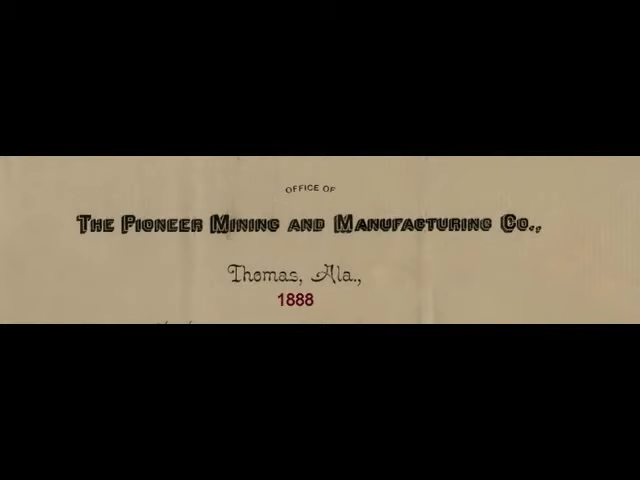 OFFICE OF
THE PIONEER MINING AND MANUFACTURING CO.,
Thomas, Ala.,
1888